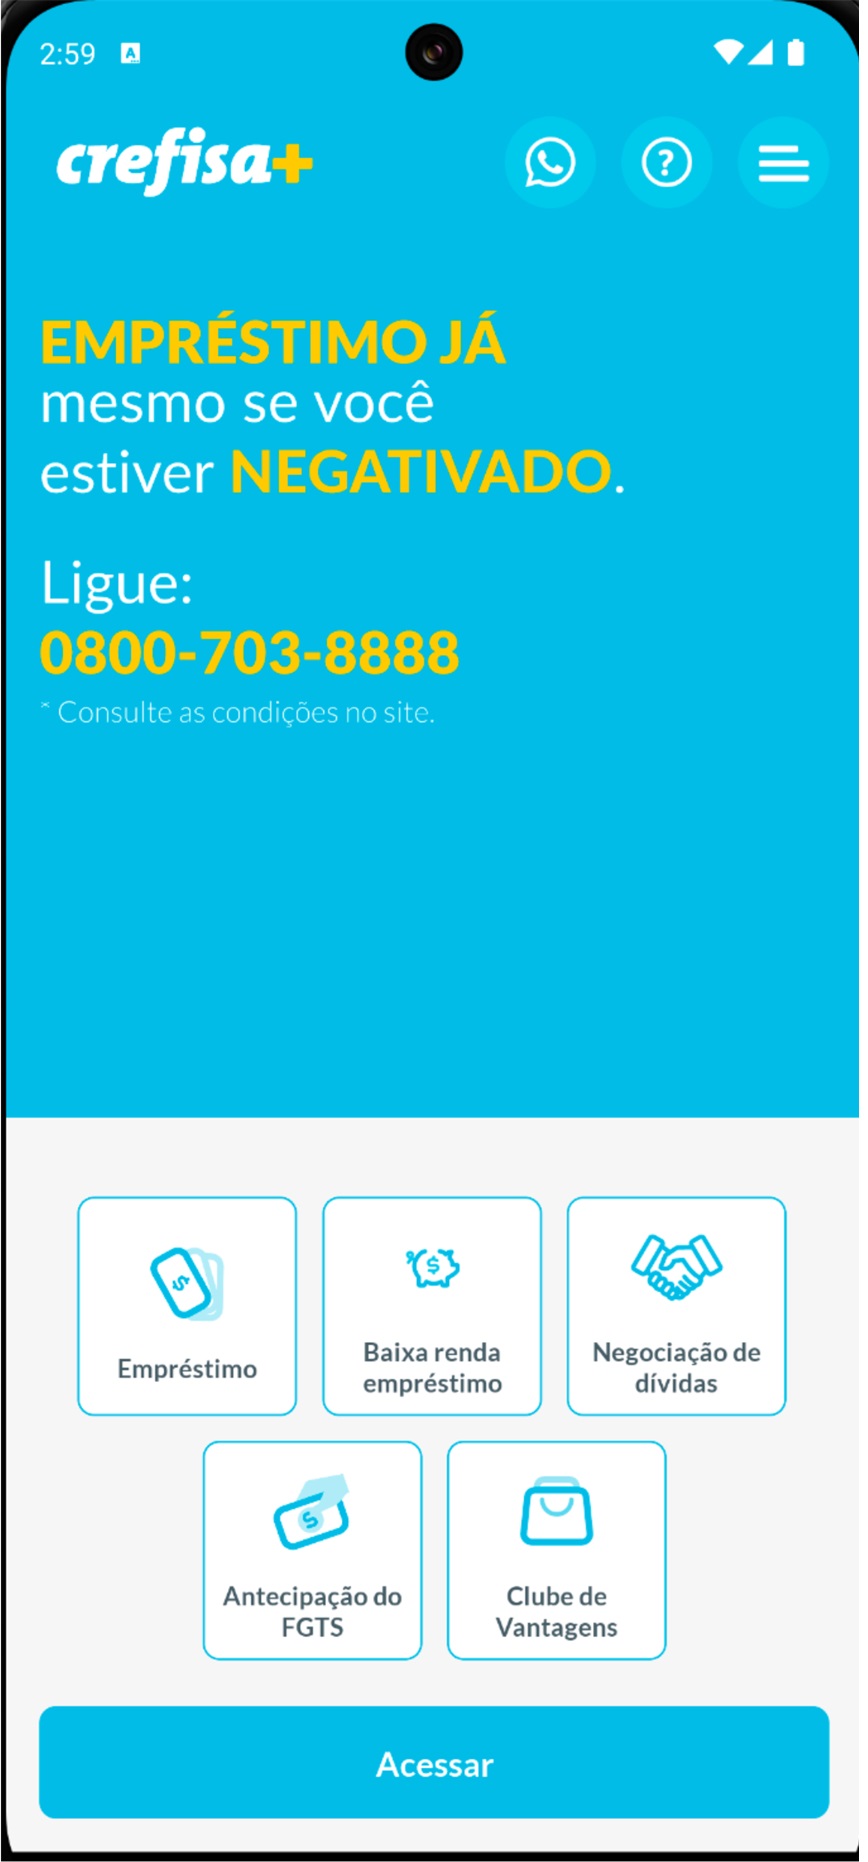 2:59 A
crefisa+
EMPRÉSTIMO JÁ
mesmo se você
estiver NEGATIVADO.
Ligue:
0800-703-8888
* Consulte as condições no site.
Empréstimo
Baixa renda
empréstimo
Negociação de
dívidas
Antecipação do
FGTS
Clube de
Vantagens
Acessar